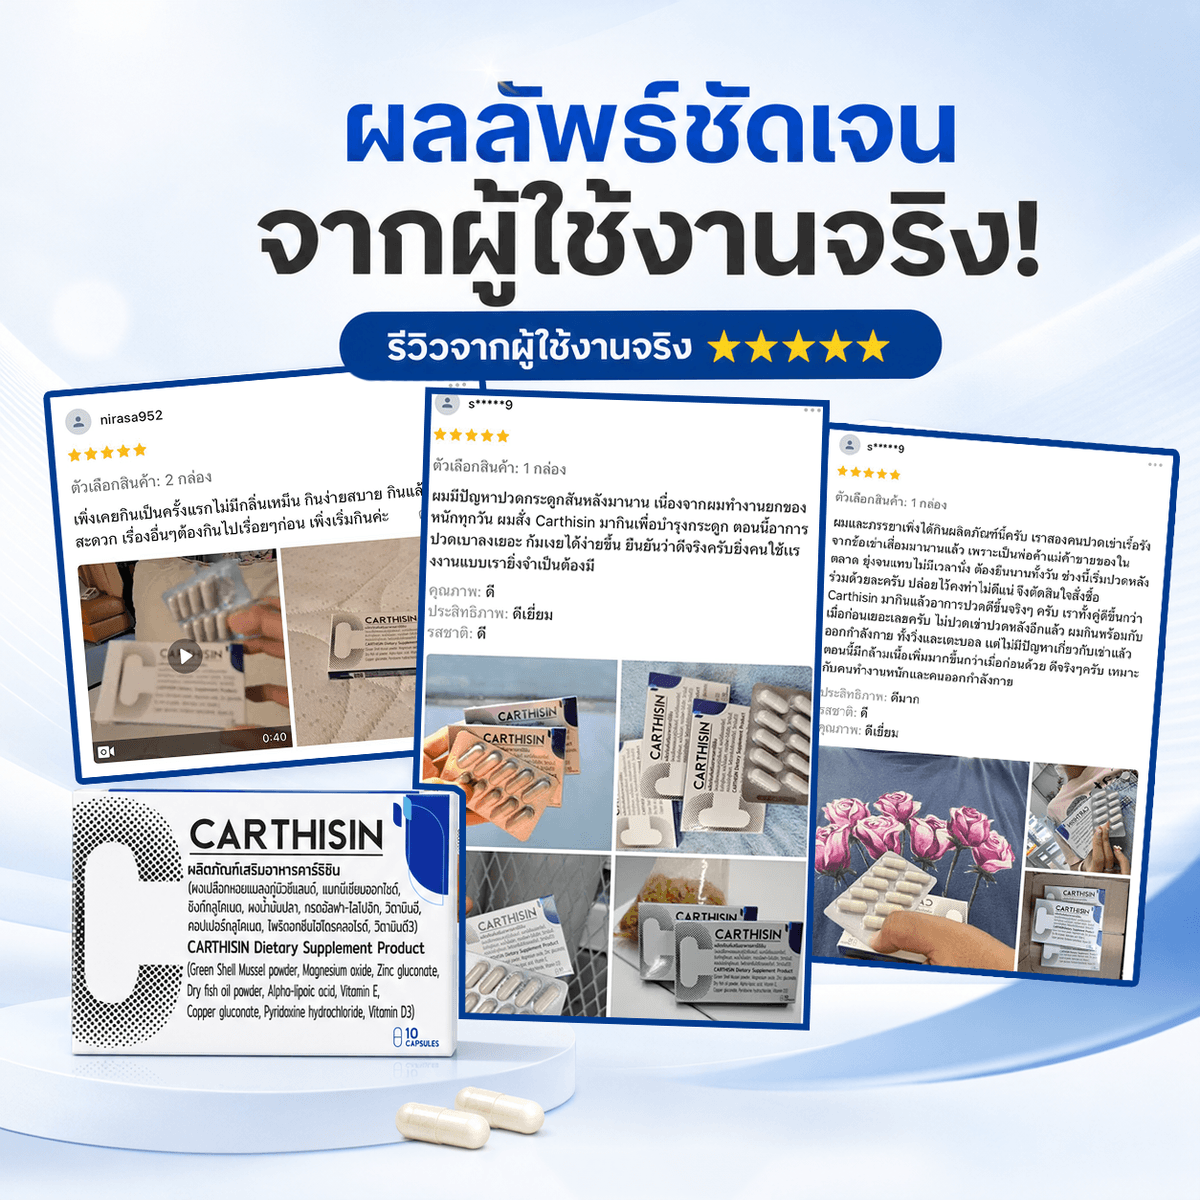 ผลลัพธ์ชัดเจน
จากผู้ใช้งานจริง!
รีวิวจากผู้ใช้งานจริง
nirasa952
ตัวเลือกสินค้า: 2 กล่อง
เพิ่งเคยกินเป็นครั้งแรกไม่มีกลิ่นเหม็น กินง่ายสบาย กินแล้
สะดวก เรื่องอื่นๆต้องกินไปเรื่อยๆก่อน เพิ่งเริ่มกินค่ะ
CARTHISIN
CARTHISIN
0:40
s*****9
ตัวเลือกสินค้า: 1 กล่อง
ผมมีปัญหาปวดกระดูกสันหลังมานาน เนื่องจากผมทำงานยกของ
หนักทุกวัน ผมสั่ง Carthisin มากินเพื่อบำรุงกระดูก ตอนนี้อาการ
ปวดเบาลงเยอะ ก้มเงยได้ง่ายขึ้น ยืนยันว่าดีจริงครับยิ่งคนใช้แร
งงานแบบเรายิ่งจำเป็นต้องมี
คุณภาพ: ดี
ประสิทธิภาพ: ดีเยี่ยม
รสชาติ: ดี
CARTHISIN
CARTHISIN
CARTHISIN
CARTHISIN
CARTHISIN
CARTHISIN
CARTHISIN
s*****9
ตัวเลือกสินค้า: 1 กล่อง
ผมและภรรยาเพิ่งได้กินผลิตภัณฑ์นี้ครับ เราสองคนปวดเข่าเรื้อรัง
จากข้อเข่าเสื่อมมานานแล้ว เพราะเป็นพ่อค้าแม่ค้าขายของใน
ตลาด ยุ่งจนแทบไม่มีเวลานั่ง ต้องยืนนานทั้งวัน ช่วงนี้เริ่มปวดหลัง
ร่วมด้วยละครับ ปล่อยไว้คงทำไม่ดีแน่ จึงตัดสินใจสั่งซื้อ
Carthisin มากินแล้วอาการปวดดีขึ้นจริงๆ ครับ เราทั้งคู่ดีขึ้นกว่า
เมื่อก่อนเยอะเลยครับ ไม่ปวดเข่าปวดหลังอีกแล้ว ผมกินพร้อมกับ
ออกกำลังกาย ทั้งวิ่งและเตะบอล แต่ไม่มีปัญหาเกี่ยวกับเข่าแล้ว
ตอนนี้มีกล้ามเนื้อเพิ่มมากขึ้นกว่าเมื่อก่อนด้วย ดีจริงๆครับ เหมาะ
กับคนทำงานหนักและคนออกกำลังกาย
ประสิทธิภาพ: ดีมาก
รสชาติ: ดี
คุณภาพ: ดีเยี่ยม
CARTHISIN
CARTHISIN
CARTHISIN
ผลิตภัณฑ์เสริมอาหารคาร์ธิซิน
(ผงเปลือกหอยแมลงภู่นิวซีแลนด์, แมกนีเซียมออกไซด์,
ซิงก์กลูโคเนต, ผงน้ำมันปลา, กรดอัลฟา-ไลโปอิก, วิตามินอี,
คอปเปอร์กลูโคเนต, ไพริดอกซีนไฮโดรคลอไรด์, วิตามินดี3)
CARTHISIN Dietary Supplement Product
(Green Shell Mussel powder, Magnesium oxide, Zinc gluconate,
Dry fish oil powder, Alpha-lipoic acid, Vitamin E,
Copper gluconate, Pyridoxine hydrochloride, Vitamin D3)
10
CAPSULES